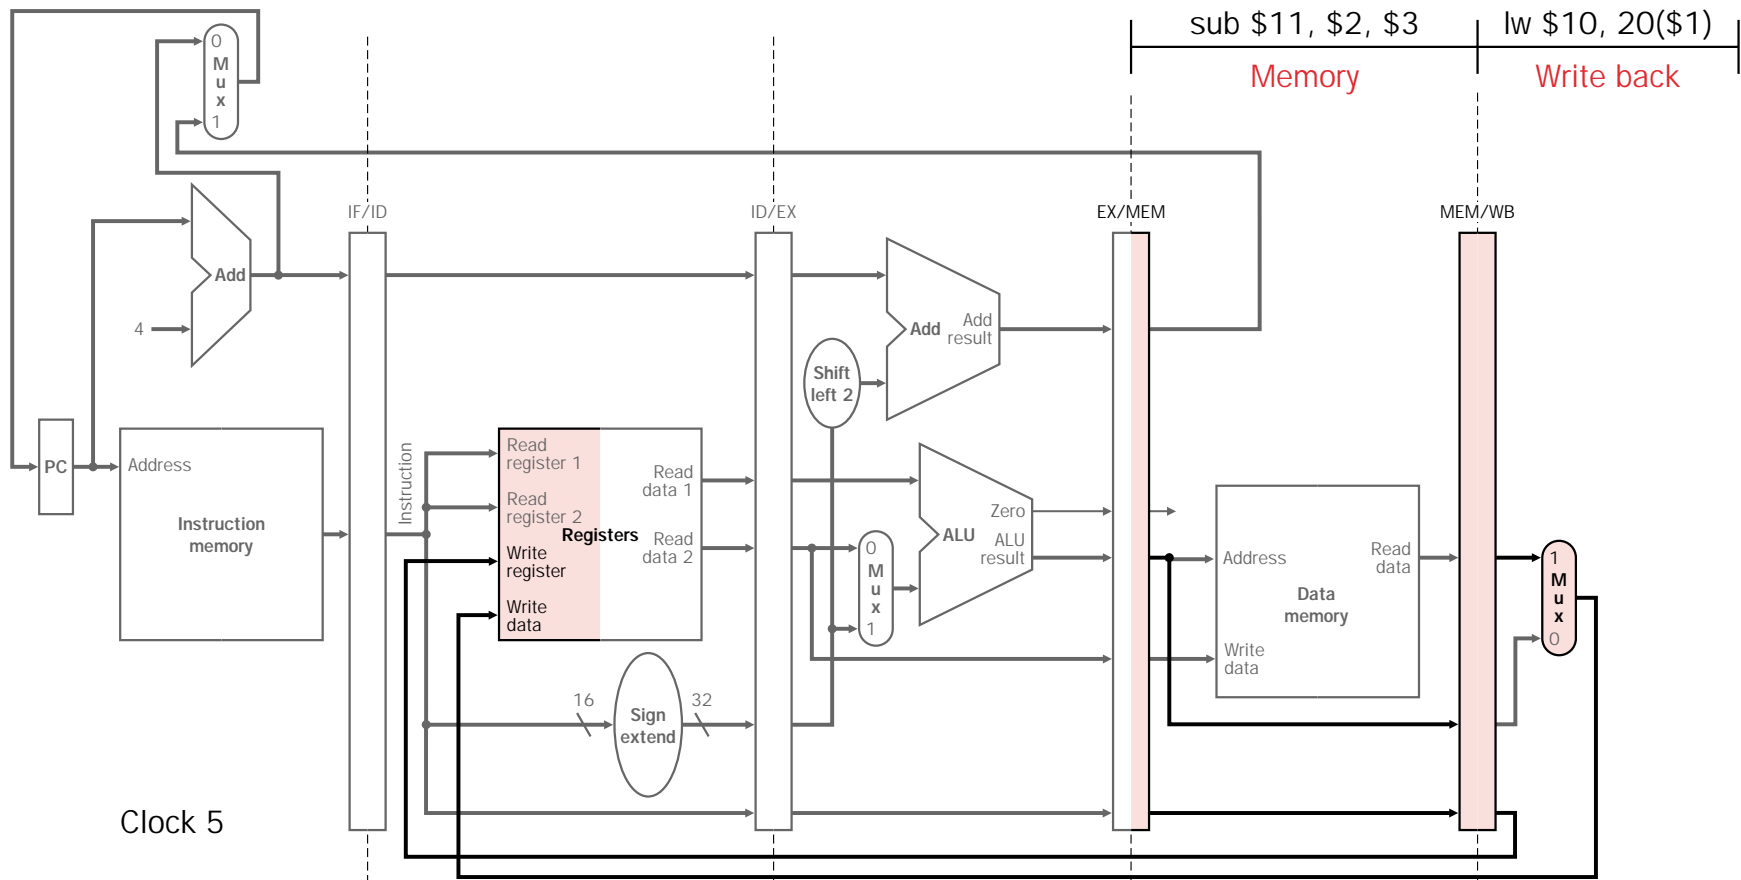 sub $11, $2, $3
lw $10, 20($1)
Memory
Write back
0
M
u
x
1
IF/ID
ID/EX
EX/MEM
MEM/WB
Add
4
Add
Add
result
Shift
left 2
PC
Address
Instruction
memory
Instruction
Read
register 1
Read
register 2
Registers
Write
register
Write
data
Read
data 1
Read
data 2
0
M
u
x
1
Zero
ALU
ALU
result
Address
Read
data
Data
memory
Write
data
1
M
u
x
0
16
Sign
extend
32
Clock 5